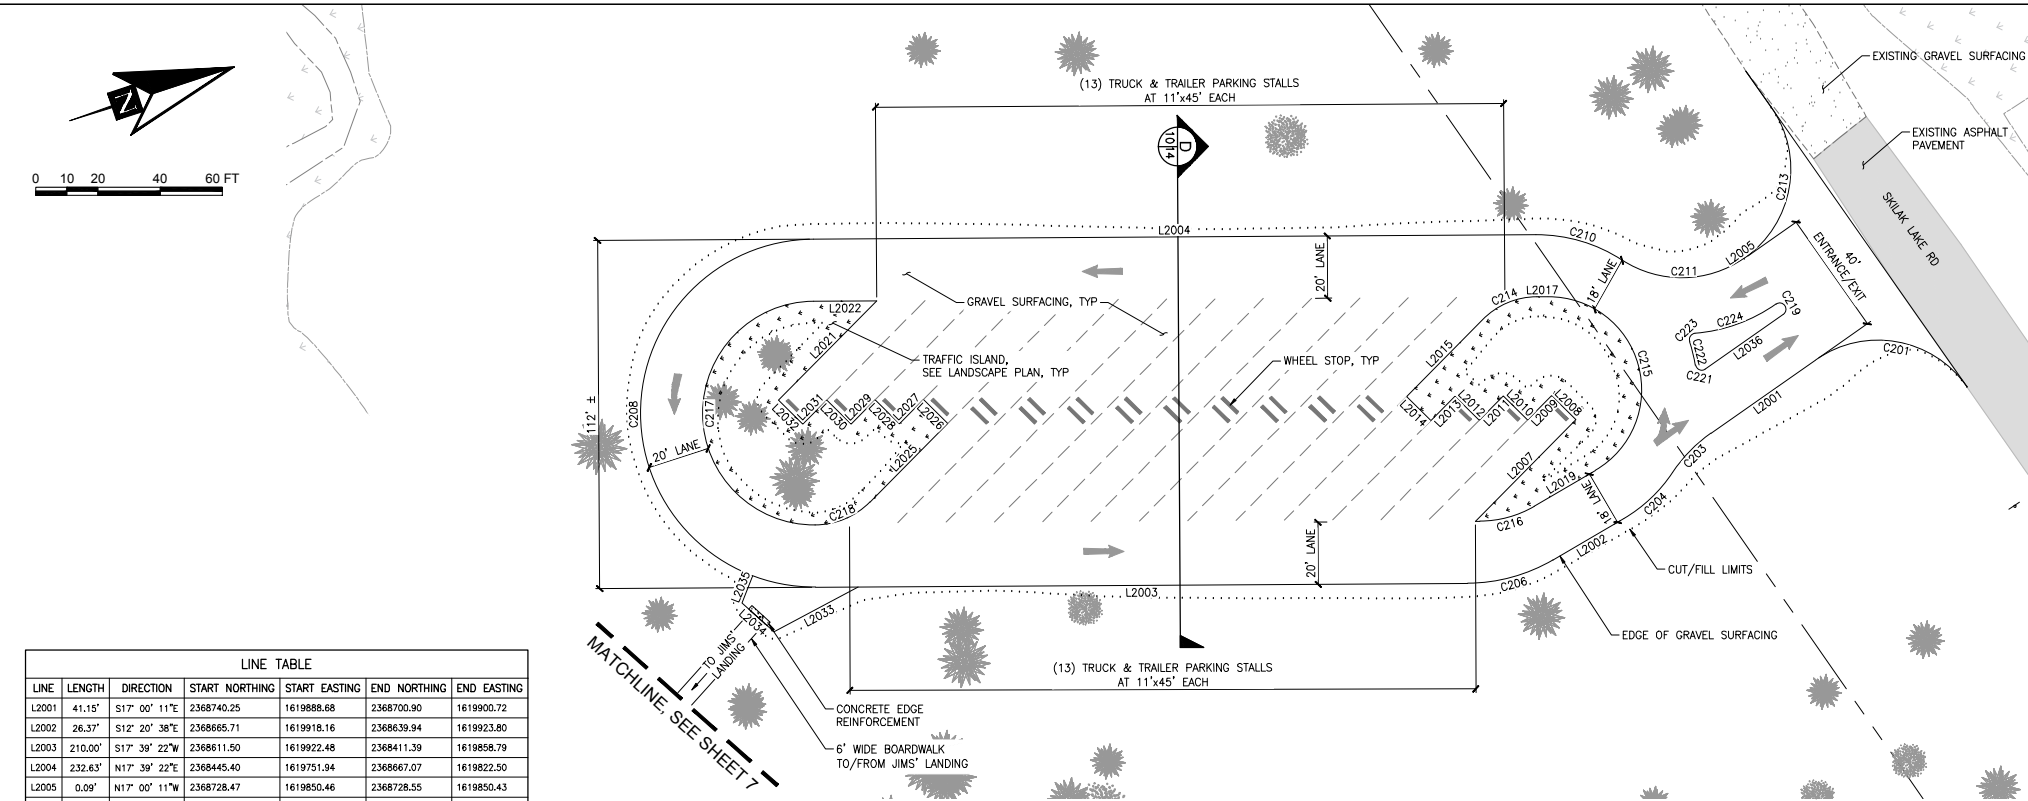 N
0 10 20 40 60 FT
(13) TRUCK & TRAILER PARKING STALLS
AT 11'x45' EACH
D
10 14
EXISTING GRAVEL SURFACING
EXISTING ASPHALT
PAVEMENT
SKILAK LAKE RD
C213
L2004
C210
C211
L2005
40'
ENTRANCE/EXIT
20' LANE
18' LANE
GRAVEL SURFACING, TYP
C214
L2017
C219
C224
C223
L2036
C222
C221
C201
L2022
L2021
TRAFFIC ISLAND,
SEE LANDSCAPE PLAN, TYP
WHEEL STOP, TYP
L2015
C215
112' ±
C208
C217
L2032
L2031
L2030
L2029
L2028
L2027
L2026
L2014
L2013
L2012
L2011
L2010
L2009
L2008
L2001
20' LANE
L2025
L2007
C203
L2019
18' LANE
C204
C218
C216
20' LANE
L2002
CUT/FILL LIMITS
C206
L2003
L2035
L2034
L2033
EDGE OF GRAVEL SURFACING
TO JIMS'
LANDING
MATCHLINE, SEE SHEET 7
(13) TRUCK & TRAILER PARKING STALLS
AT 11'x45' EACH
CONCRETE EDGE
REINFORCEMENT
6' WIDE BOARDWALK
TO/FROM JIMS' LANDING
LINE TABLE
LINE LENGTH DIRECTION START NORTHING START EASTING END NORTHING END EASTING
L2001 41.15' S17° 00' 11"E 2368740.25 1619888.68 2368700.90 1619900.72
L2002 26.37' S12° 20' 38"E 2368665.71 1619918.16 2368639.94 1619923.80
L2003 210.00' S17° 39' 22"W 2368611.50 1619922.48 2368411.39 1619858.79
L2004 232.63' N17° 39' 22"E 2368445.40 1619751.94 2368667.07 1619822.50
L2005 0.09' N17° 00' 11"W 2368728.47 1619850.46 2368728.55 1619850.43